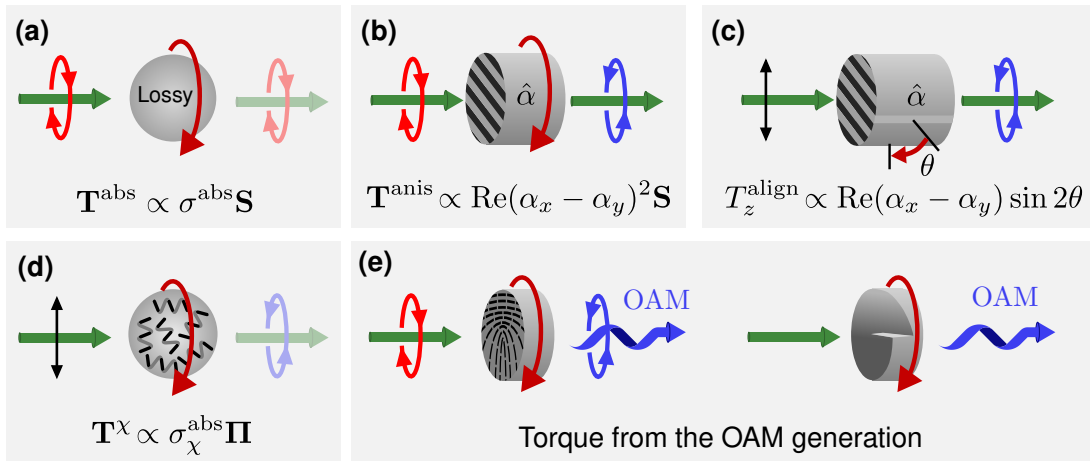 (a)
Lossy
𝐓^abs ∝ σ^abs 𝐒
(b)
α̂
𝐓^anis ∝ Re(α_x − α_y)^2 𝐒
(c)
α̂
θ
T_z^align ∝ Re(α_x − α_y) sin 2θ
(d)
𝐓^χ ∝ σ_χ^abs 𝚷
(e)
OAM
OAM
Torque from the OAM generation